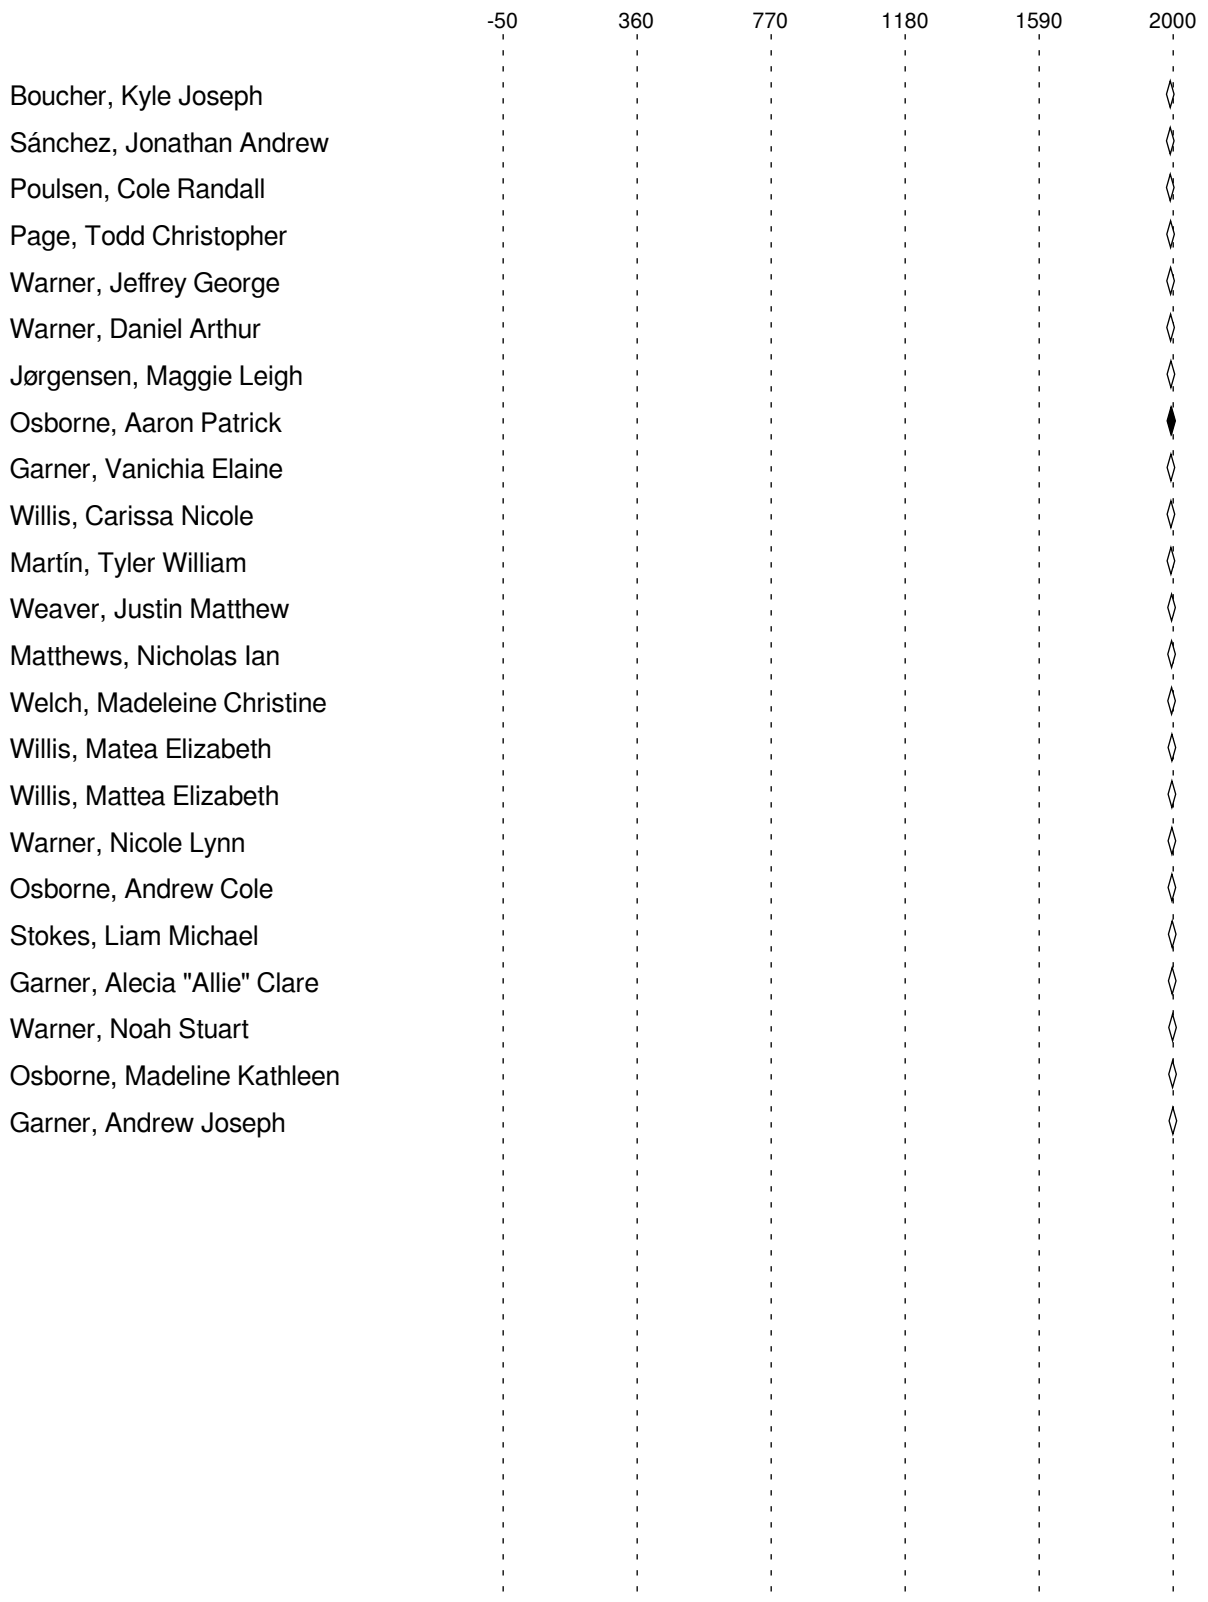 -50 360 770 1180 1590 2000
Boucher, Kyle Joseph
Sánchez, Jonathan Andrew
Poulsen, Cole Randall
Page, Todd Christopher
Warner, Jeffrey George
Warner, Daniel Arthur
Jørgensen, Maggie Leigh
Osborne, Aaron Patrick
Garner, Vanichia Elaine
Willis, Carissa Nicole
Martín, Tyler William
Weaver, Justin Matthew
Matthews, Nicholas Ian
Welch, Madeleine Christine
Willis, Matea Elizabeth
Willis, Mattea Elizabeth
Warner, Nicole Lynn
Osborne, Andrew Cole
Stokes, Liam Michael
Garner, Alecia "Allie" Clare
Warner, Noah Stuart
Osborne, Madeline Kathleen
Garner, Andrew Joseph